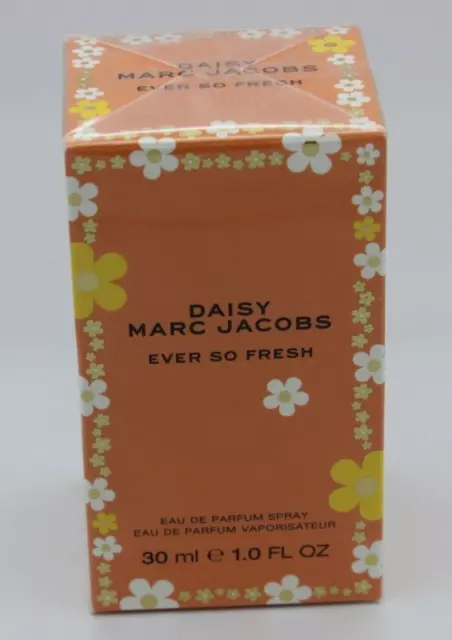 DAISY
MARC JACOBS
EVER SO FRESH
DAISY
MARC JACOBS
EVER SO FRESH
EAU DE PARFUM SPRAY
EAU DE PARFUM VAPORISATEUR
30 ml ℮ 1.0 FL OZ